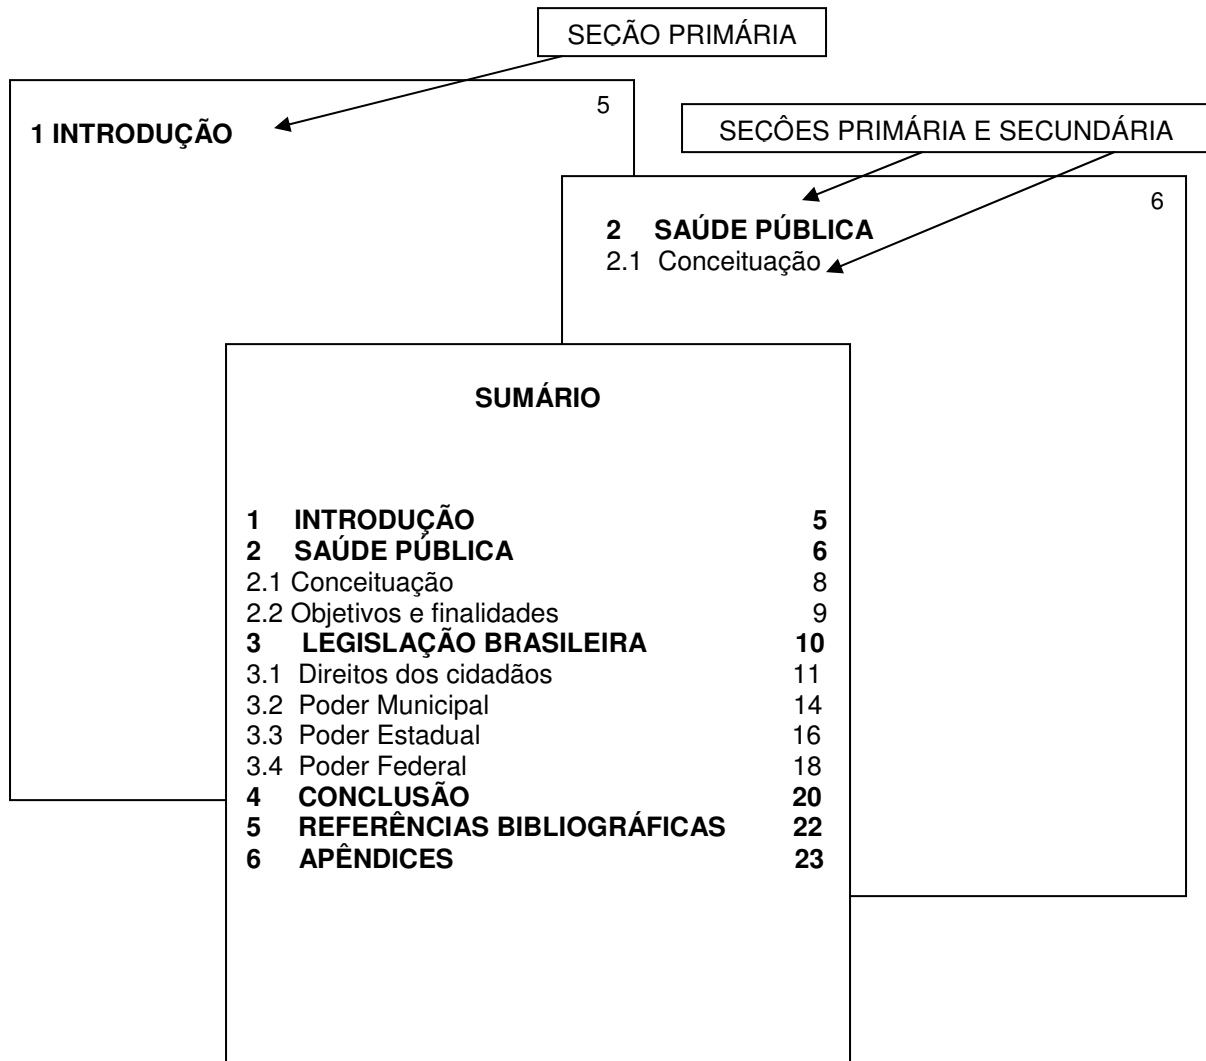 SEÇÃO PRIMÁRIA
5
1 INTRODUÇÃO
SEÇÔES PRIMÁRIA E SECUNDÁRIA
6
2 SAÚDE PÚBLICA
2.1 Conceituação
SUMÁRIO
1 INTRODUÇÃO 5
2 SAÚDE PÚBLICA 6
2.1 Conceituação 8
2.2 Objetivos e finalidades 9
3 LEGISLAÇÃO BRASILEIRA 10
3.1 Direitos dos cidadãos 11
3.2 Poder Municipal 14
3.3 Poder Estadual 16
3.4 Poder Federal 18
4 CONCLUSÃO 20
5 REFERÊNCIAS BIBLIOGRÁFICAS 22
6 APÊNDICES 23